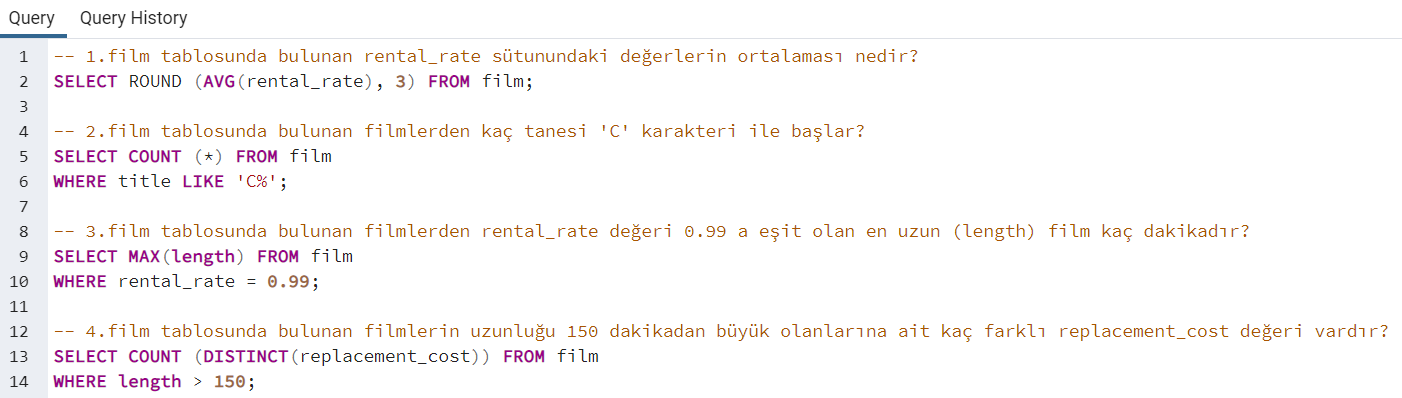 Query Query History
1 -- 1.film tablosunda bulunan rental_rate sütunundaki değerlerin ortalaması nedir?
2 SELECT ROUND (AVG(rental_rate), 3) FROM film;
3
4 -- 2.film tablosunda bulunan filmlerden kaç tanesi 'C' karakteri ile başlar?
5 SELECT COUNT (*) FROM film
6 WHERE title LIKE 'C%';
7
8 -- 3.film tablosunda bulunan filmlerden rental_rate değeri 0.99 a eşit olan en uzun (length) film kaç dakikadır?
9 SELECT MAX(length) FROM film
10 WHERE rental_rate = 0.99;
11
12 -- 4.film tablosunda bulunan filmlerin uzunluğu 150 dakikadan büyük olanlarına ait kaç farklı replacement_cost değeri vardır?
13 SELECT COUNT (DISTINCT(replacement_cost)) FROM film
14 WHERE length > 150;